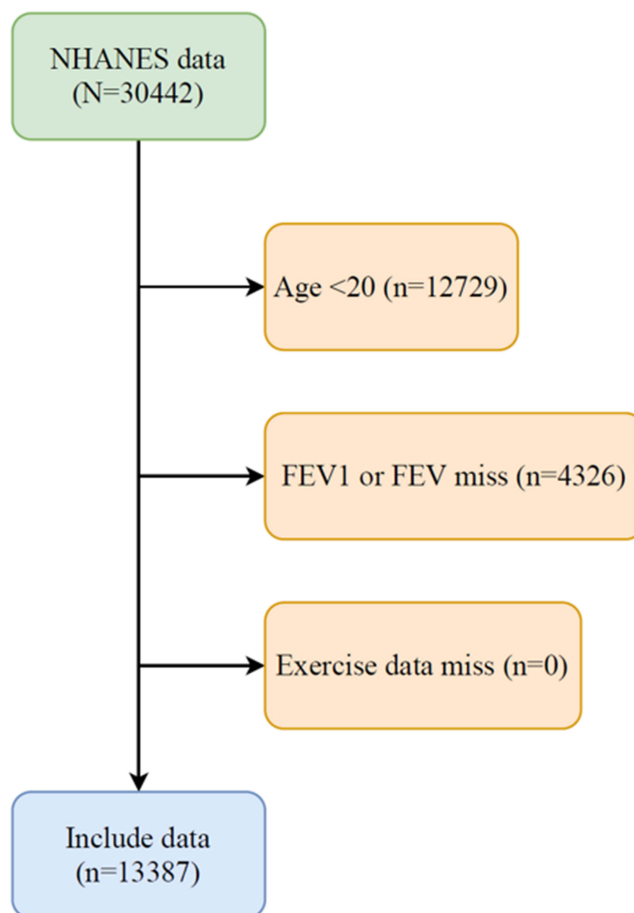 NHANES data
(N=30442)
Age <20 (n=12729)
FEV1 or FEV miss (n=4326)
Exercise data miss (n=0)
Include data
(n=13387)